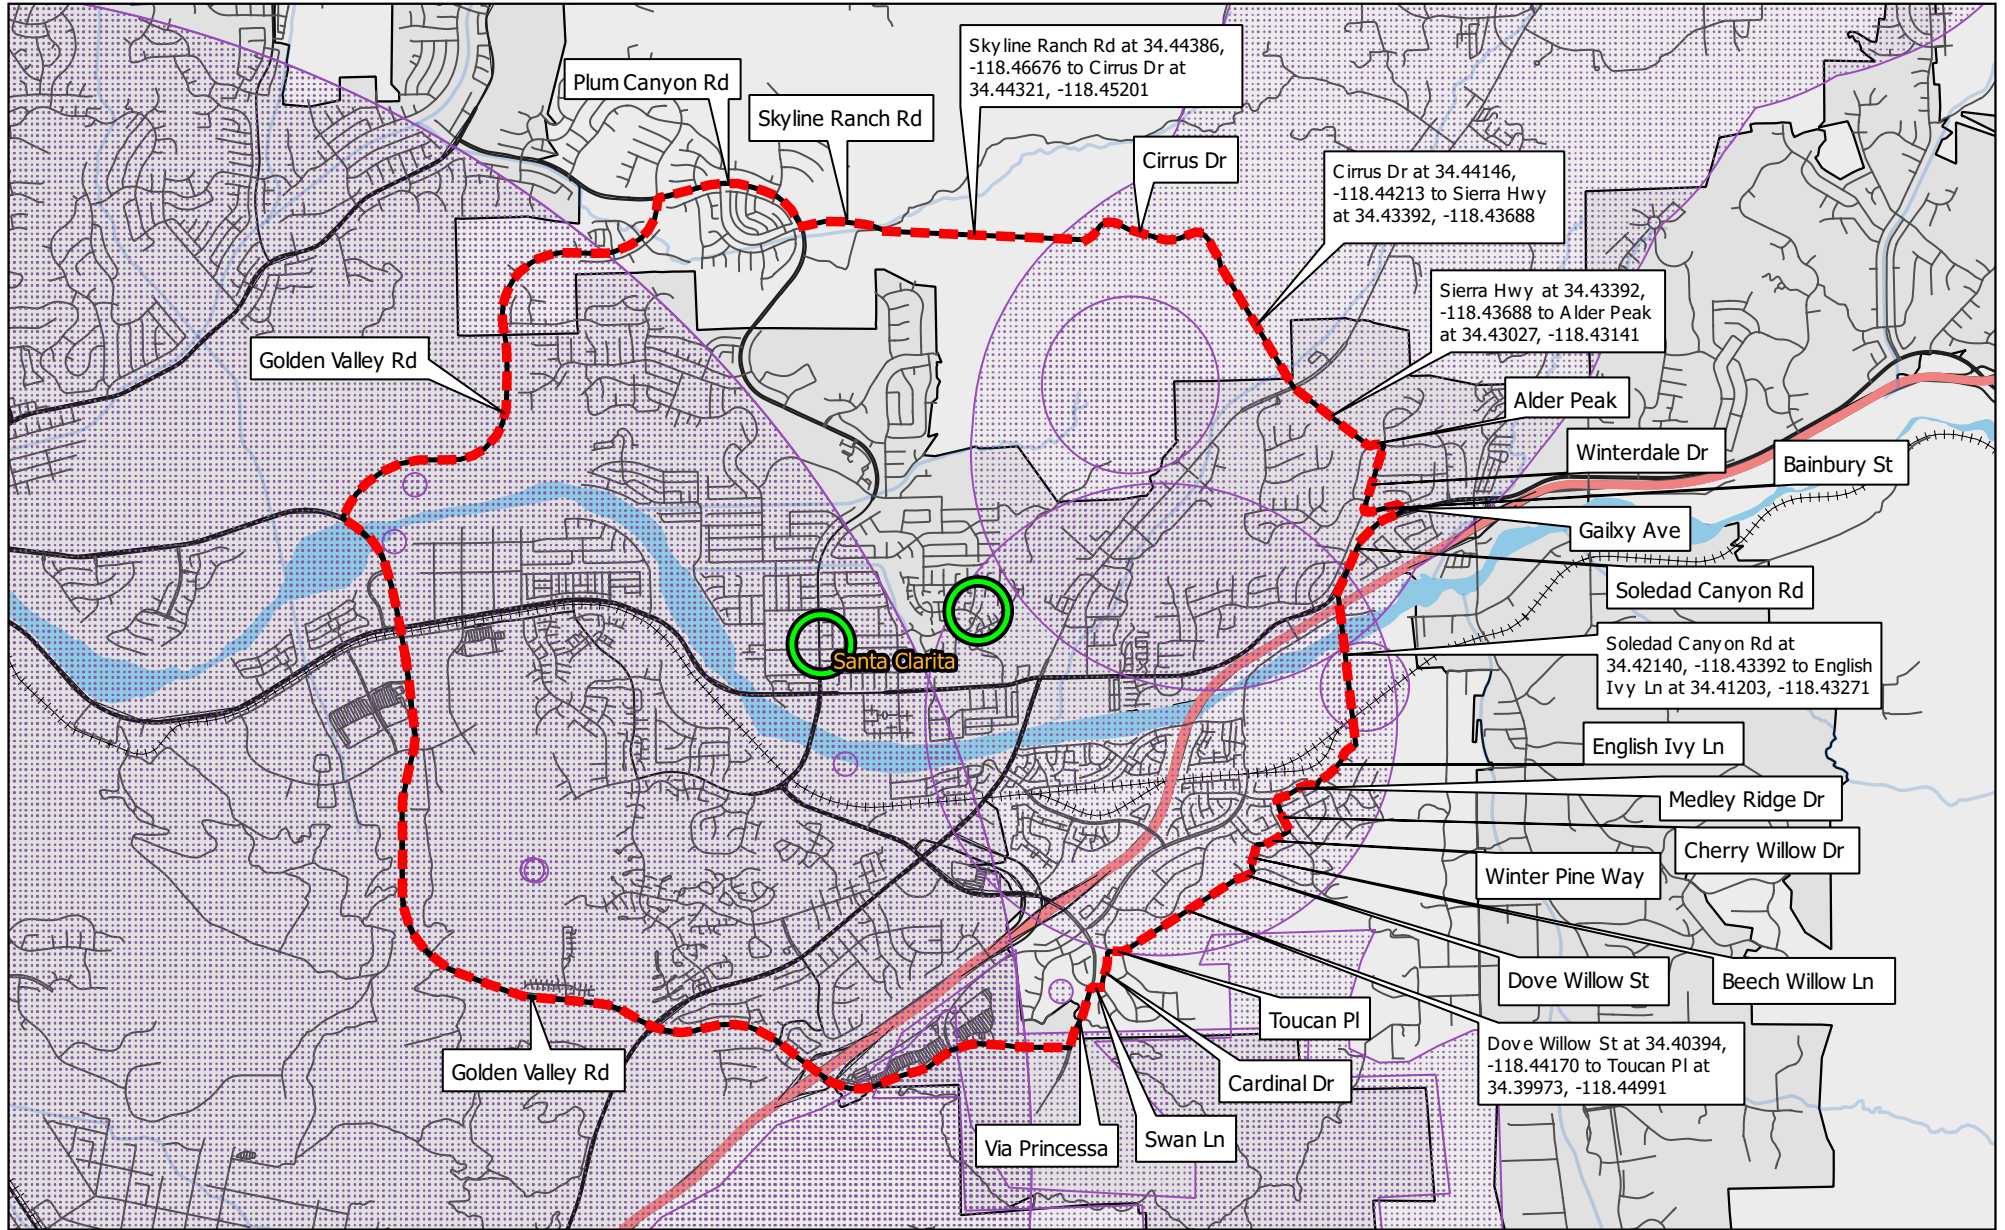 Skyline Ranch Rd at 34.44386,
-118.46676 to Cirrus Dr at
34.44321, -118.45201
Plum Canyon Rd
Skyline Ranch Rd
Cirrus Dr
Cirrus Dr at 34.44146,
-118.44213 to Sierra Hwy
at 34.43392, -118.43688
Sierra Hwy at 34.43392,
-118.43688 to Alder Peak
at 34.43027, -118.43141
Golden Valley Rd
Alder Peak
Winterdale Dr
Bainbury St
Gailxy Ave
Soledad Canyon Rd
Soledad Canyon Rd at
34.42140, -118.43392 to English
Ivy Ln at 34.41203, -118.43271
Santa Clarita
English Ivy Ln
Medley Ridge Dr
Cherry Willow Dr
Winter Pine Way
Dove Willow St
Beech Willow Ln
Toucan Pl
Dove Willow St at 34.40394,
-118.44170 to Toucan Pl at
34.39973, -118.44991
Golden Valley Rd
Cardinal Dr
Swan Ln
Via Princessa